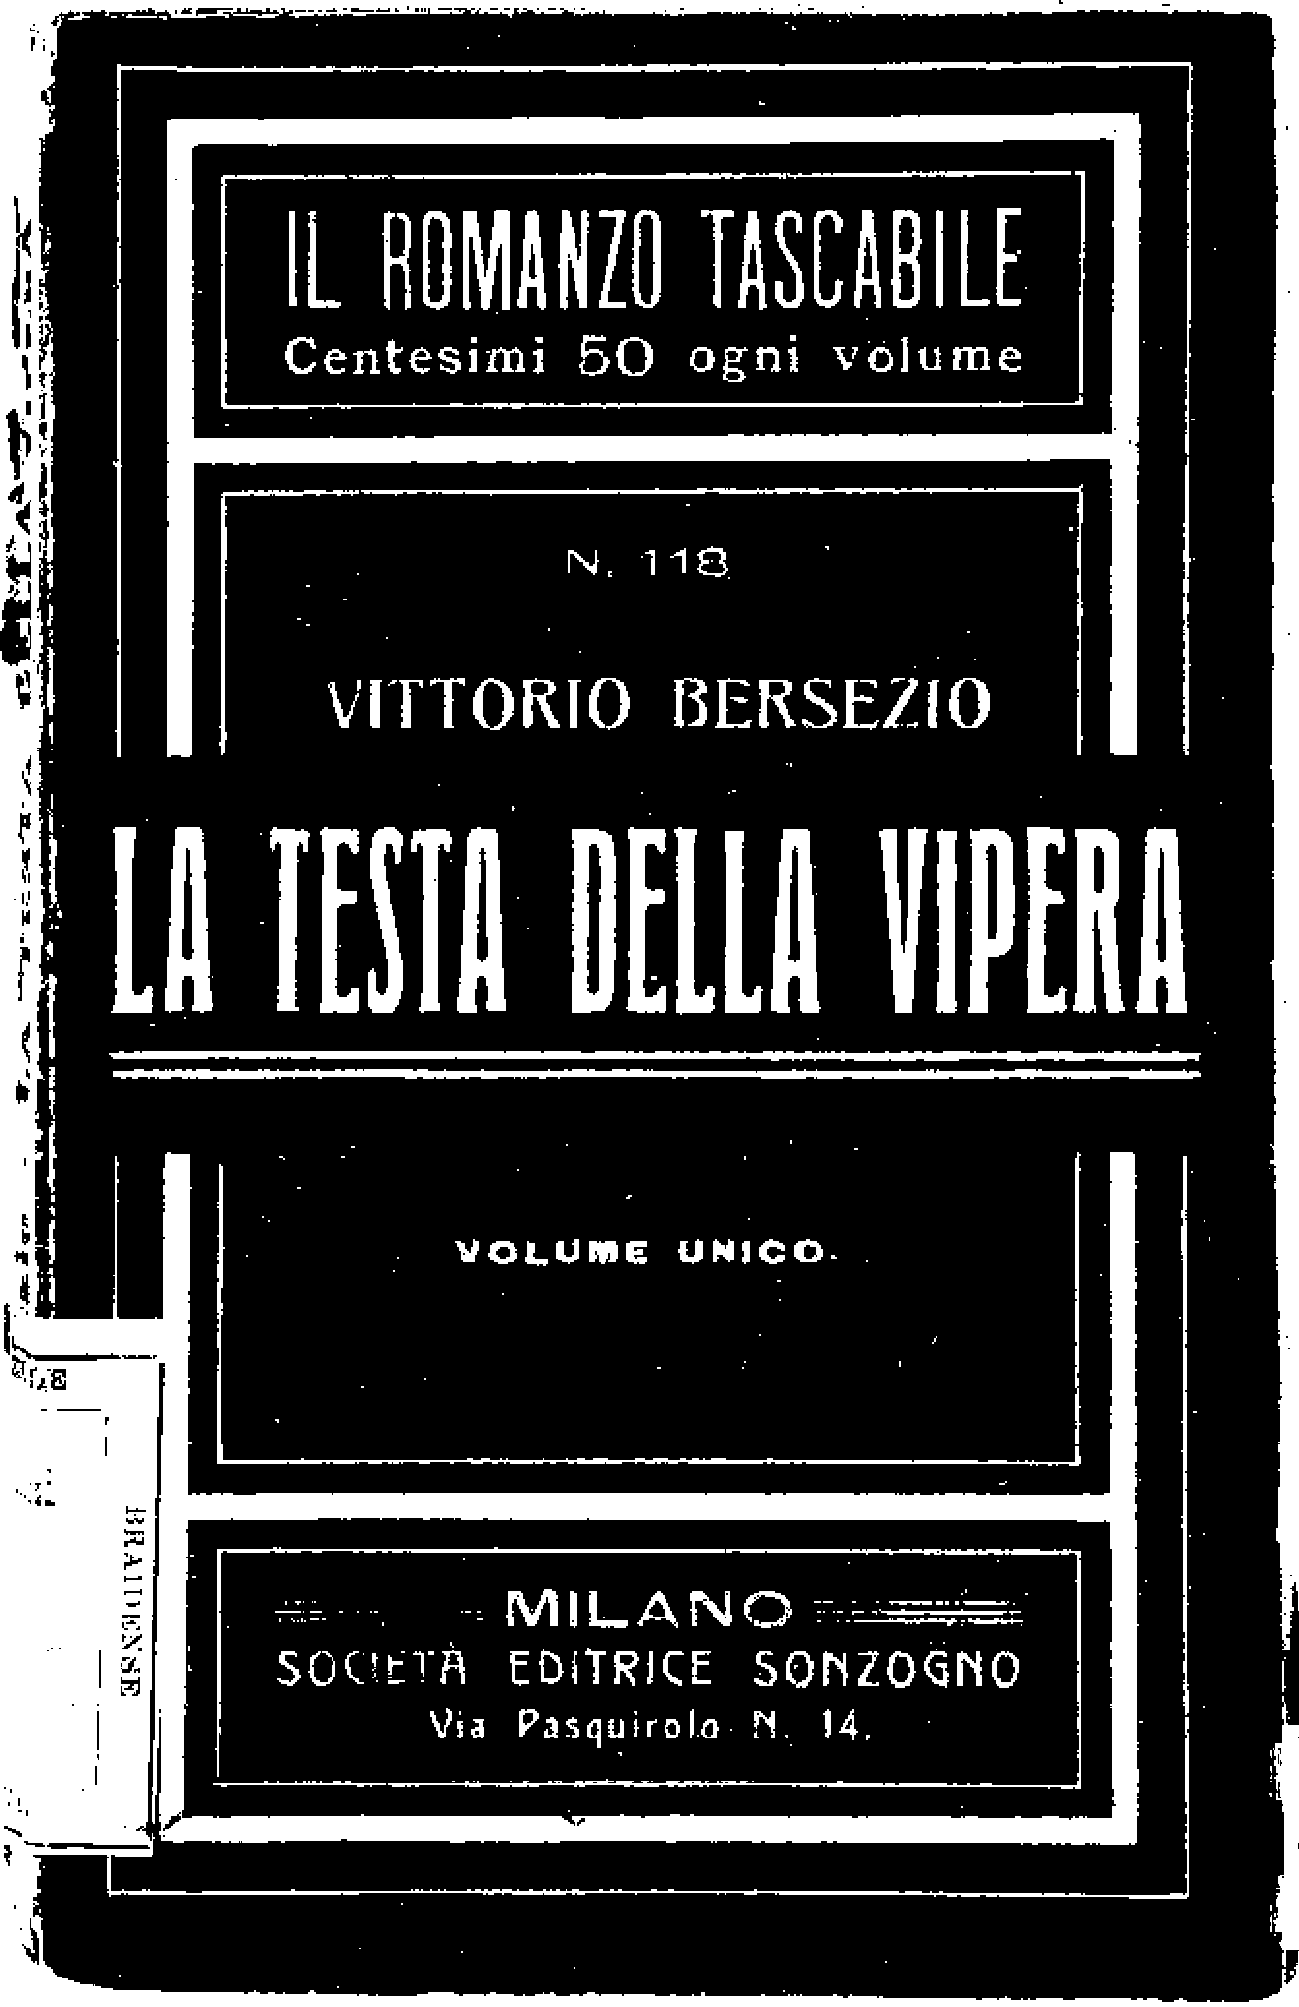 IL ROMANZO TASCABILE
Centesimi 50 ogni volume
N. 118
VITTORIO BERSEZIO
LA TESTA DELLA VIPERA
VOLUME UNICO
MILANO
SOCIETÀ EDITRICE SONZOGNO
Via Pasquirolo N. 14.
BRAIDENSE